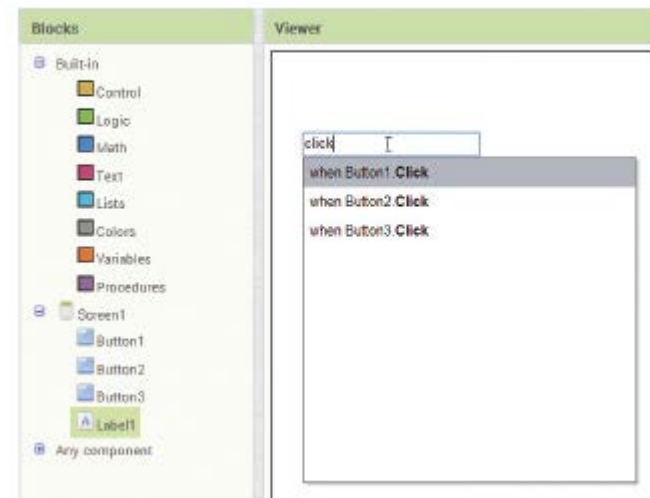 Blocks
Viewer
Built-in
Control
Logic
Math
Text
Lists
Colors
Variables
Procedures
Screen1
Button1
Button2
Button3
Label1
Any component
click
when Button1.Click
when Button2.Click
when Button3.Click